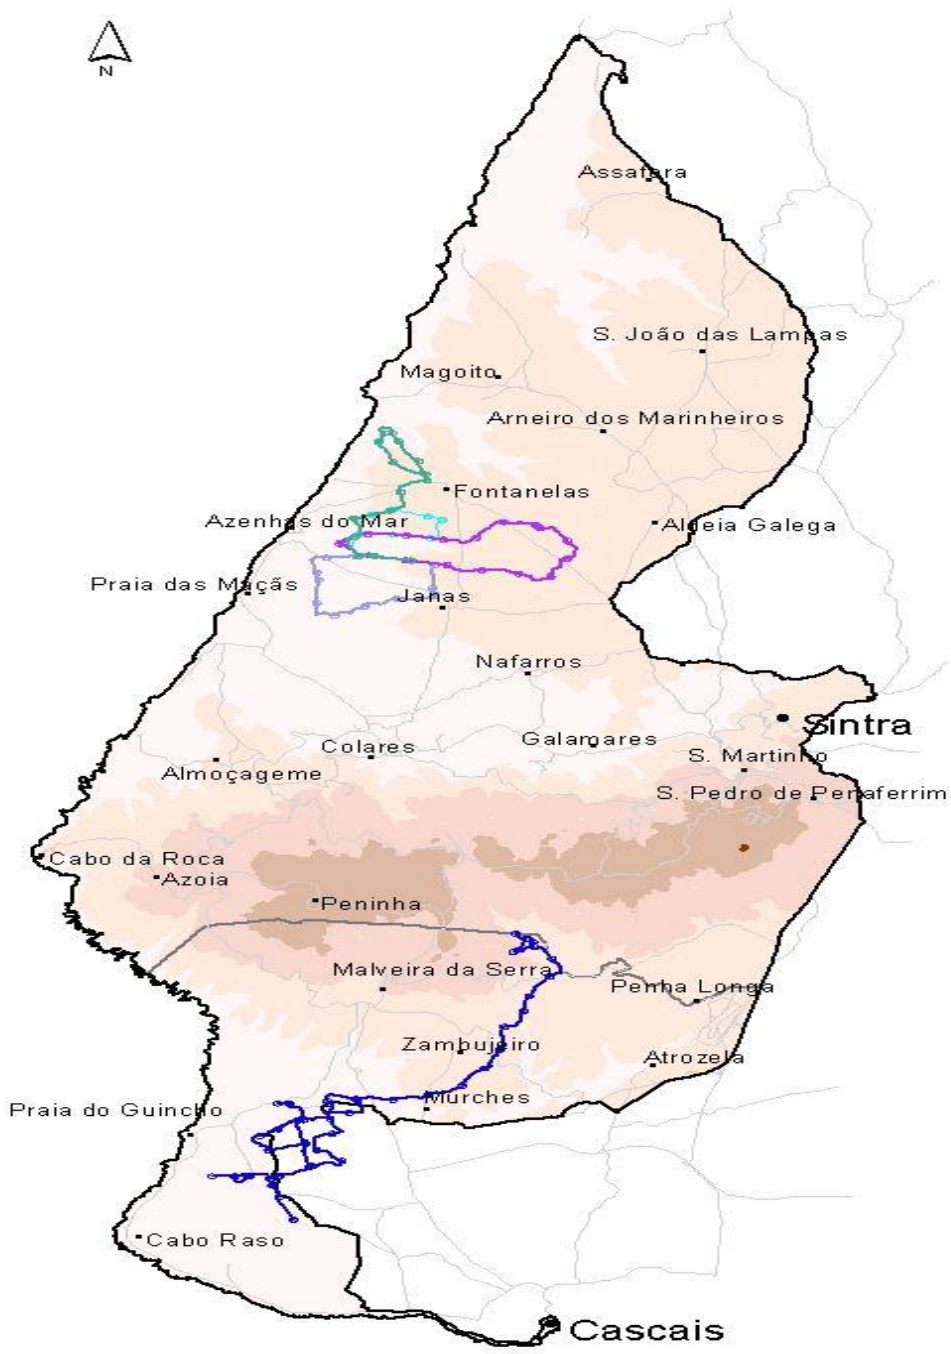 N
Assafora
S. João das Lampas
Magoito
Arneiro dos Marinheiros
Fontanelas
Azenhas do Mar
Aldeia Galega
Praia das Maçãs
Janas
Nafarros
Sintra
Colares
Galamares
S. Martinho
Almoçageme
S. Pedro de Penaferrim
Cabo da Roca
Azoia
Peninha
Malveira da Serra
Penha Longa
Zambujeiro
Atrozela
Murches
Praia do Guincho
Cabo Raso
Cascais